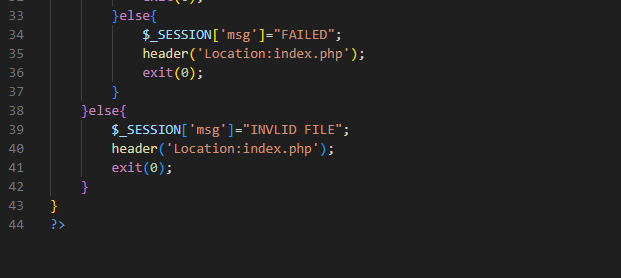 33 }else{
34 $_SESSION['msg']="FAILED";
35 header('Location:index.php');
36 exit(0);
37 }
38 }else{
39 $_SESSION['msg']="INVLID FILE";
40 header('Location:index.php');
41 exit(0);
42 }
43 }
44 ?>